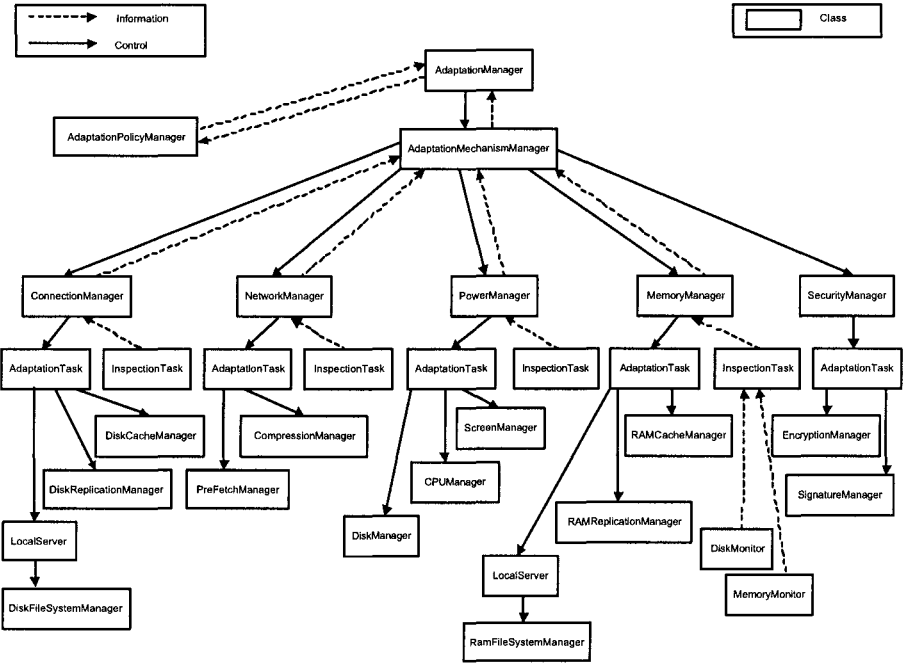 Information
Control
Class
AdaptationManager
AdaptationPolicyManager
AdaptationMechanismManager
ConnectionManager
NetworkManager
PowerManager
MemoryManager
SecurityManager
AdaptationTask
InspectionTask
AdaptationTask
InspectionTask
AdaptationTask
InspectionTask
AdaptationTask
InspectionTask
AdaptationTask
DiskCacheManager
CompressionManager
ScreenManager
RAMCacheManager
EncryptionManager
DiskReplicationManager
PreFetchManager
CPUManager
SignatureManager
LocalServer
DiskManager
RAMReplicationManager
DiskMonitor
LocalServer
MemoryMonitor
DiskFileSystemManager
RamFileSystemManager